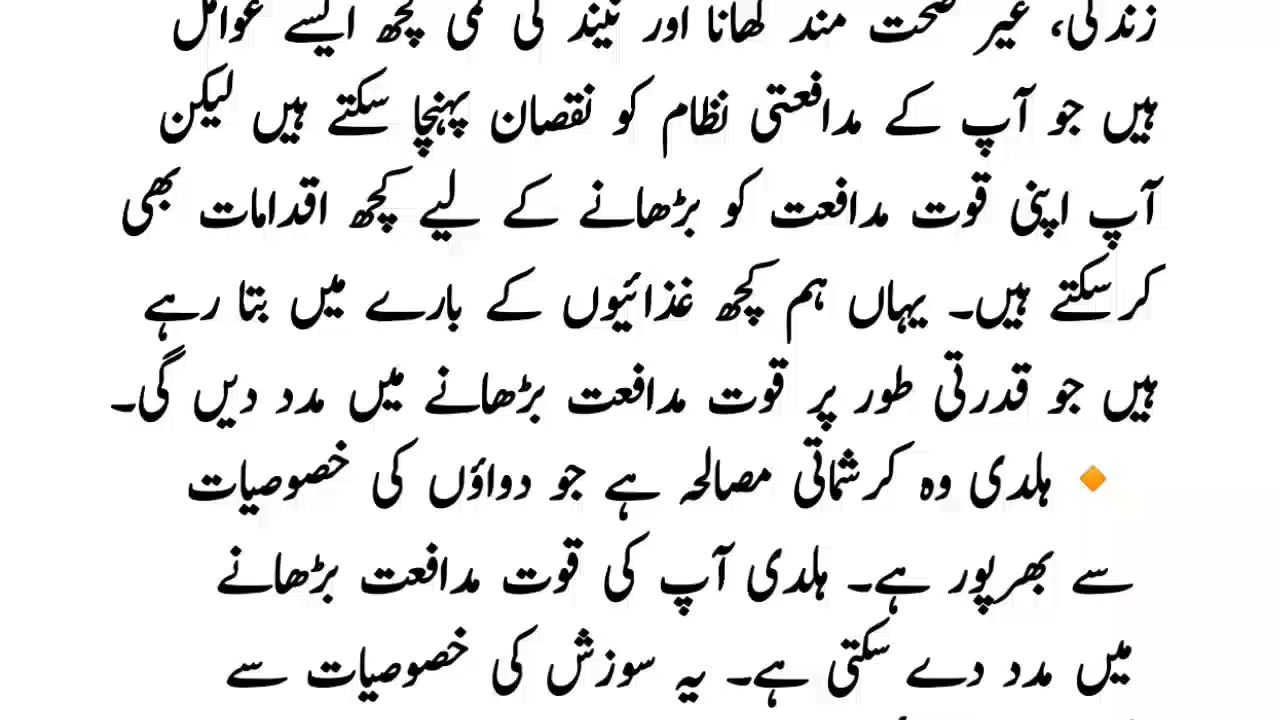 زندگی، غیر صحت مند کھانا اور نیند کی کمی کچھ ایسے عوامل
ہیں جو آپ کے مدافعتی نظام کو نقصان پہنچا سکتے ہیں لیکن
آپ اپنی قوت مدافعت کو بڑھانے کے لیے کچھ اقدامات بھی
کرسکتے ہیں۔ یہاں ہم کچھ غذائیوں کے بارے میں بتا رہے
ہیں جو قدرتی طور پر قوت مدافعت بڑھانے میں مدد دیں گی۔
🔸 ہلدی وہ کرشماتی مصالحہ ہے جو دواؤں کی خصوصیات
سے بھرپور ہے۔ ہلدی آپ کی قوت مدافعت بڑھانے
میں مدد دے سکتی ہے۔ یہ سوزش کی خصوصیات سے